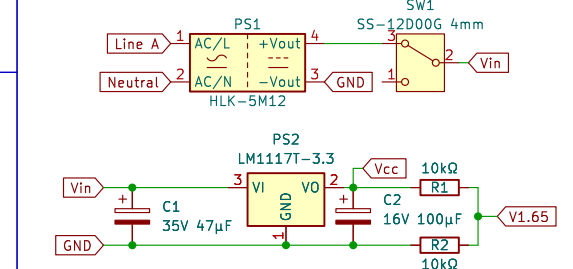 SW1
PS1
SS-12D00G 4mm
Line A 1 AC/L +Vout 4 3
2 Vin
Neutral 2 AC/N -Vout 3 GND 1
HLK-5M12
PS2
LM1117T-3.3
Vcc
10kΩ
Vin 3 VI VO 2 R1
+ C1 GND + C2
35V 47µF 16V 100µF
V1.65
1
GND R2
10kΩ